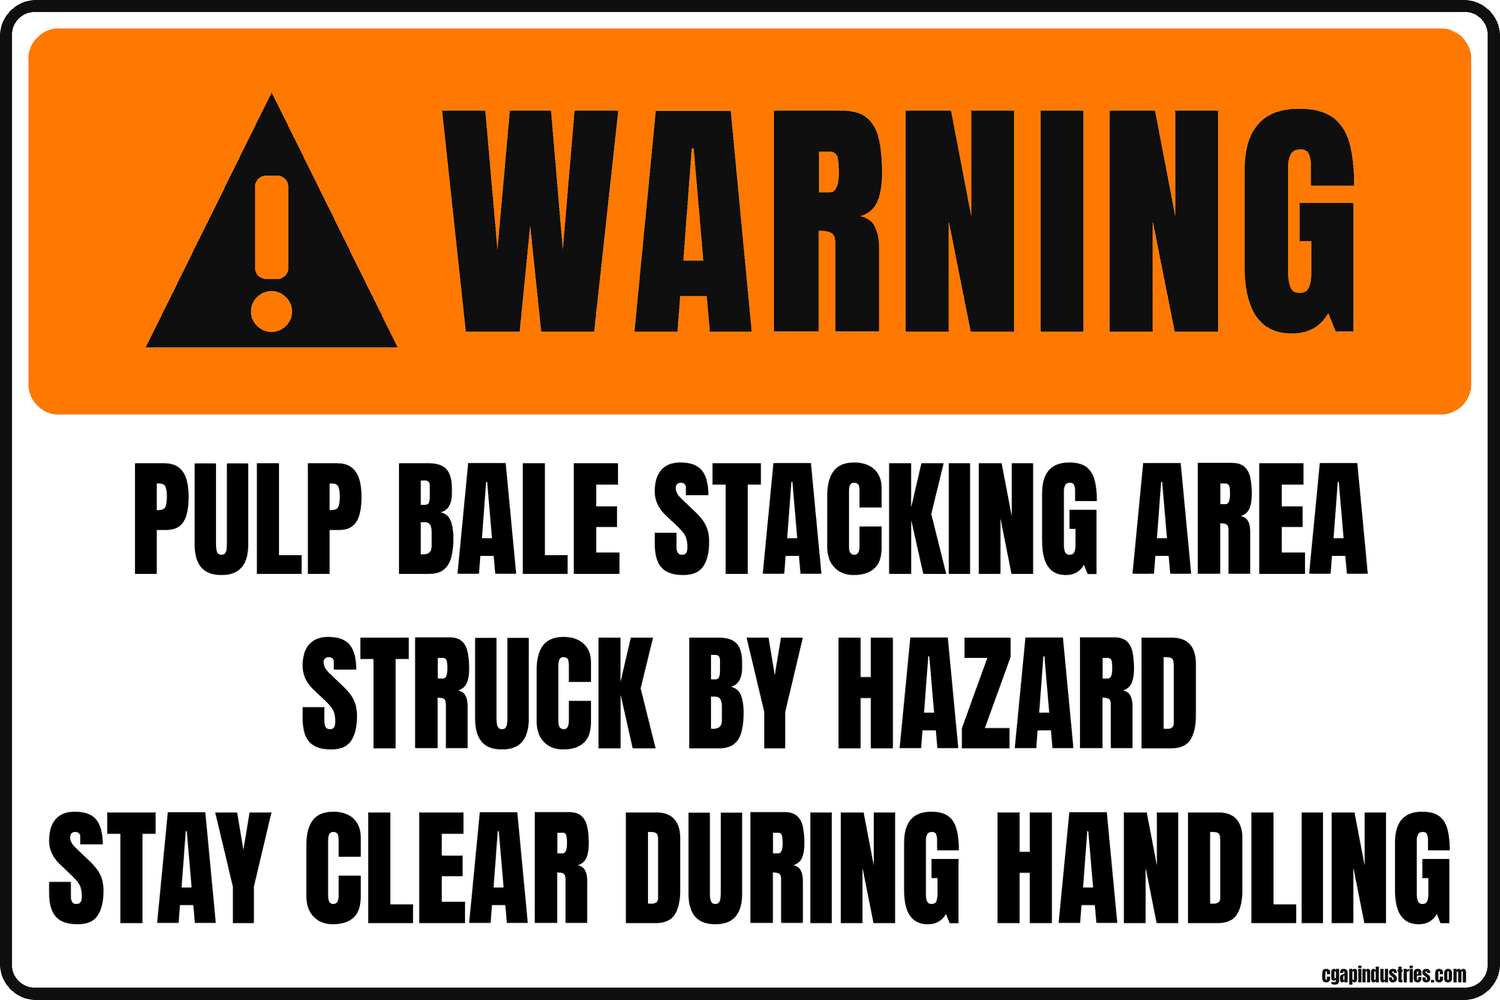 WARNING
PULP BALE STACKING AREA
STRUCK BY HAZARD
STAY CLEAR DURING HANDLING
cgapindustries.com